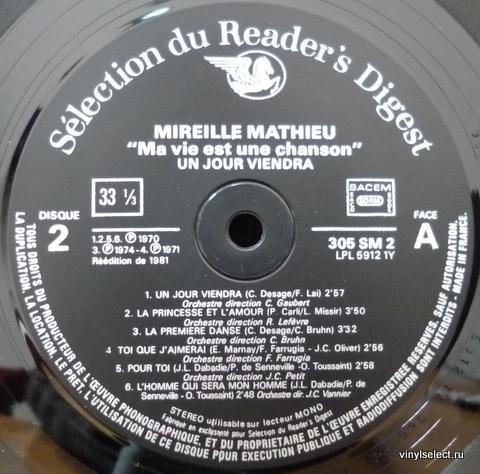 Sélection du Reader's Digest
MIREILLE MATHIEU
"Ma vie est une chanson"
UN JOUR VIENDRA
33 ⅓
SACEM
SACD
SDRM
SGDL
DISQUE
2
1.2.5.6. Ⓟ 1970
3. Ⓟ 1974-4. Ⓟ 1971
Réédition de 1981
305 SM 2
LPL 5912 1Y
FACE
A
1. UN JOUR VIENDRA (C. Desage/F. Lai) 2'57
Orchestre direction C. Gaubert
2. LA PRINCESSE ET L'AMOUR (P. Carli/L. Missir) 3'50
Orchestre direction R. Lefèvre
3. LA PREMIERE DANSE (C. Desage/C. Bruhn) 3'32
Orchestre direction C. Bruhn
4 TOI QUE J'AIMERAI (E. Marnay/F. Farrugia - J.C. Oliver) 2'56
Orchestre direction F. Farrugia
5. POUR TOI (J.L. Dabadie/P. de Senneville - O. Toussaint) 2'58
Orchestre direction J.C. Petit
6. L'HOMME QUI SERA MON HOMME (J.L. Dabadie/P. de
Senneville - O. Toussaint) 2'48 Orchestre dir. J.C. Vannier
STEREO utilisable sur lecteur MONO
Fabriqué en exclusivité pour Sélection du Reader's Digest
TOUS DROITS DU PRODUCTEUR DE L'ŒUVRE PHONOGRAPHIQUE, ET DU PROPRIETAIRE DE L'ŒUVRE ENREGISTREE RESERVES. SAUF AUTORISATION,
LA DUPLICATION, LA LOCATION, LE PRET, L'UTILISATION DE CE DISQUE POUR EXECUTION PUBLIQUE ET RADIODIFFUSION SONT INTERDITS - MADE IN FRANCE.
vinylselect.ru